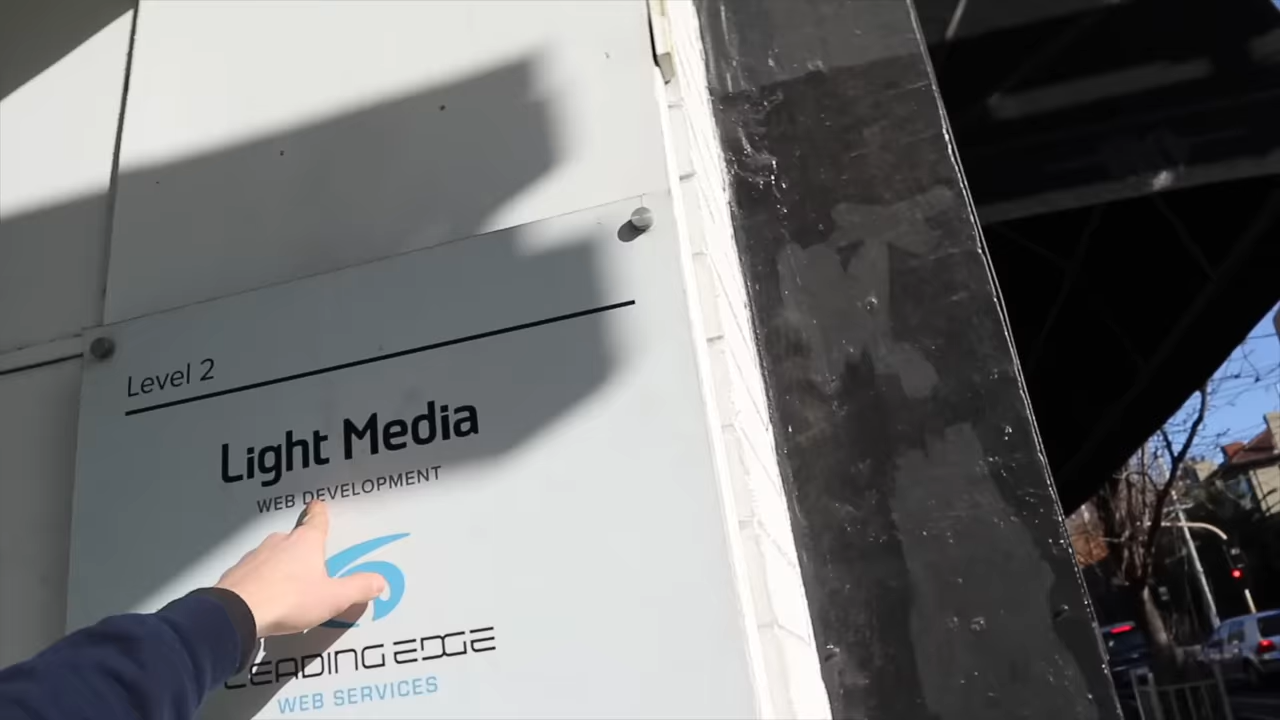 Level 2
Light Media
WEB DEVELOPMENT
LEADING EDGE
WEB SERVICES